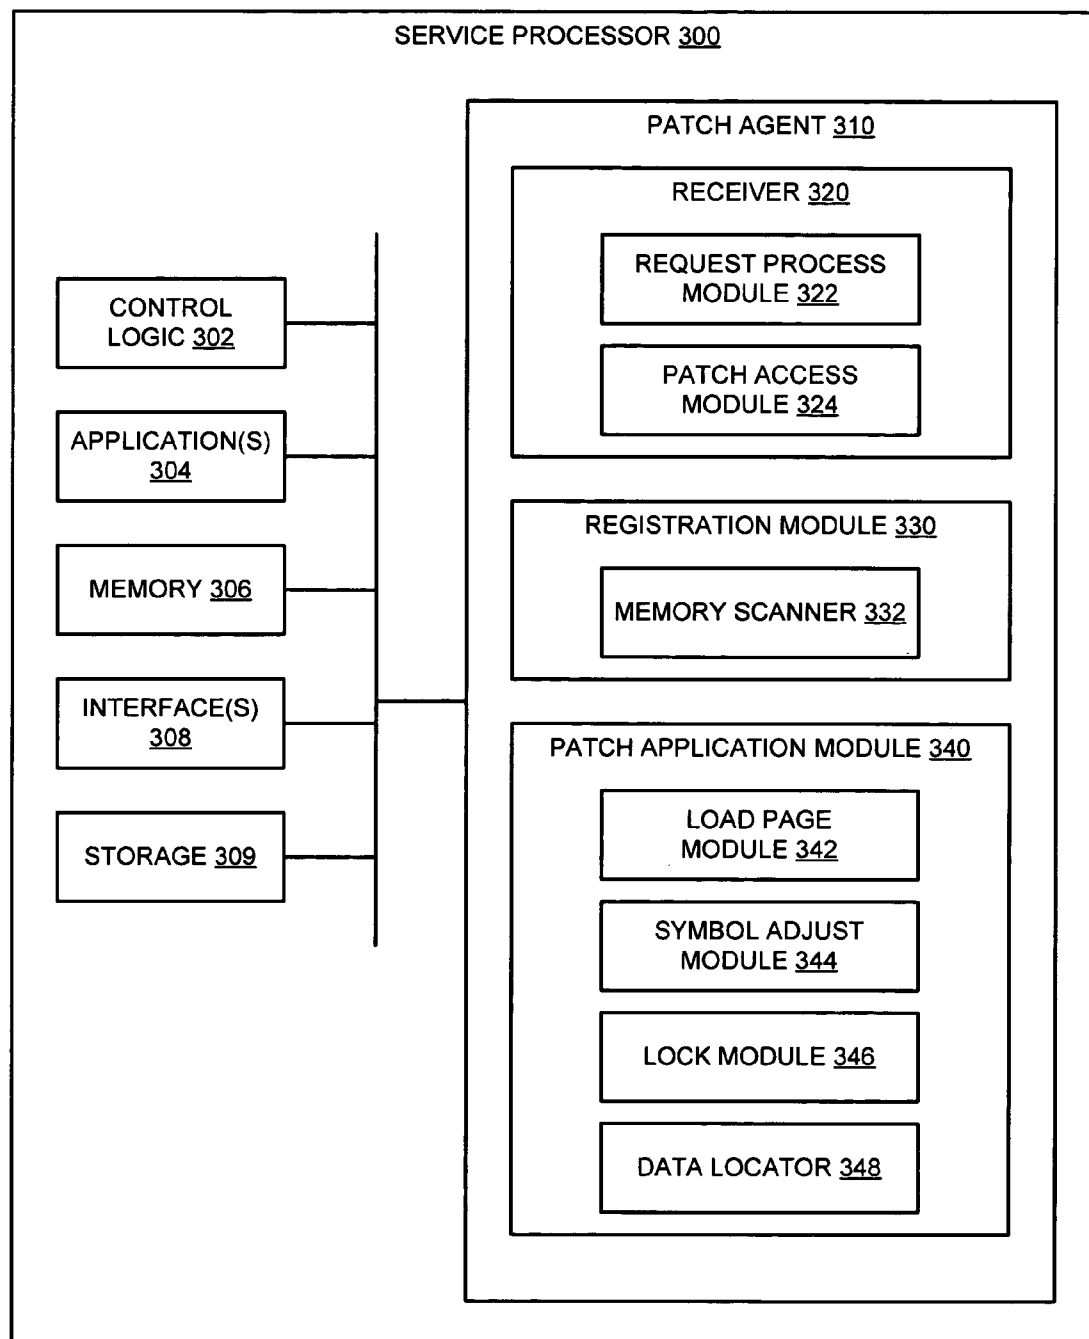 SERVICE PROCESSOR 300
CONTROL
LOGIC 302
APPLICATION(S)
304
MEMORY 306
INTERFACE(S)
308
STORAGE 309
PATCH AGENT 310
RECEIVER 320
REQUEST PROCESS
MODULE 322
PATCH ACCESS
MODULE 324
REGISTRATION MODULE 330
MEMORY SCANNER 332
PATCH APPLICATION MODULE 340
LOAD PAGE
MODULE 342
SYMBOL ADJUST
MODULE 344
LOCK MODULE 346
DATA LOCATOR 348